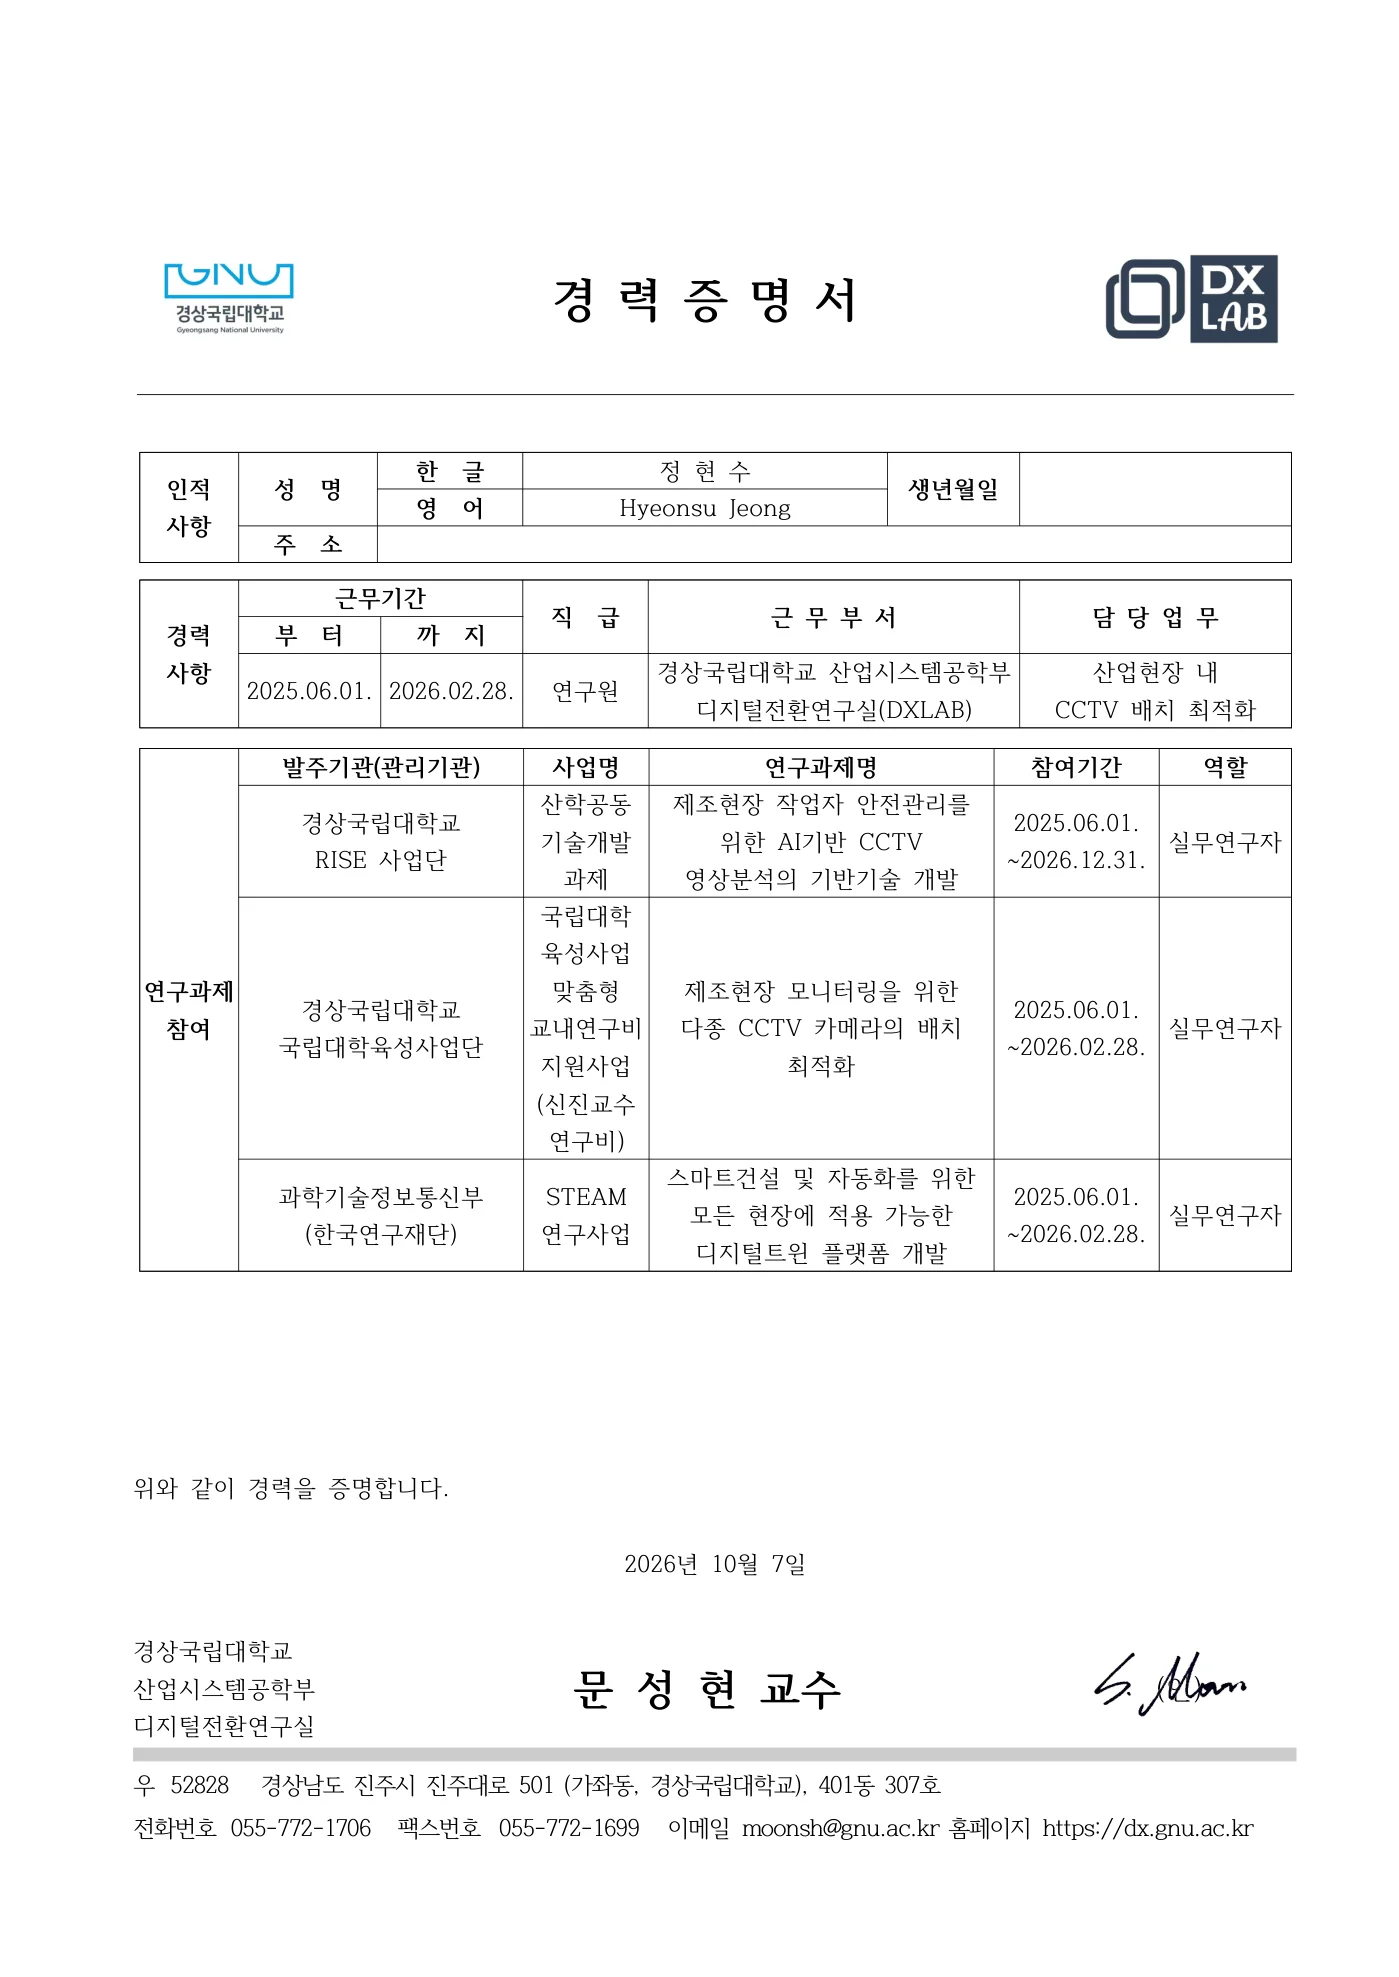 GNU
경상국립대학교
Gyeongsang National University
경 력 증 명 서
DX
LAB
인적
사항
성 명
한 글
정 현 수
생년월일
영 어
Hyeonsu Jeong
주 소
경력
사항
근무기간
직 급
근 무 부 서
담 당 업 무
부 터
까 지
2025.06.01.
2026.02.28.
연구원
경상국립대학교 산업시스템공학부
디지털전환연구실(DXLAB)
산업현장 내
CCTV 배치 최적화
연구과제
참여
발주기관(관리기관)
사업명
연구과제명
참여기간
역할
경상국립대학교
RISE 사업단
산학공동
기술개발
과제
제조현장 작업자 안전관리를
위한 AI기반 CCTV
영상분석의 기반기술 개발
2025.06.01.
~2026.12.31.
실무연구자
경상국립대학교
국립대학육성사업단
국립대학
육성사업
맞춤형
교내연구비
지원사업
(신진교수
연구비)
제조현장 모니터링을 위한
다종 CCTV 카메라의 배치
최적화
2025.06.01.
~2026.02.28.
실무연구자
과학기술정보통신부
(한국연구재단)
STEAM
연구사업
스마트건설 및 자동화를 위한
모든 현장에 적용 가능한
디지털트윈 플랫폼 개발
2025.06.01.
~2026.02.28.
실무연구자
위와 같이 경력을 증명합니다.
2026년 10월 7일
경상국립대학교
산업시스템공학부
디지털전환연구실
문 성 현 교수
S. Moon
우 52828 경상남도 진주시 진주대로 501 (가좌동, 경상국립대학교), 401동 307호
전화번호 055-772-1706 팩스번호 055-772-1699 이메일 moonsh@gnu.ac.kr 홈페이지 https://dx.gnu.ac.kr